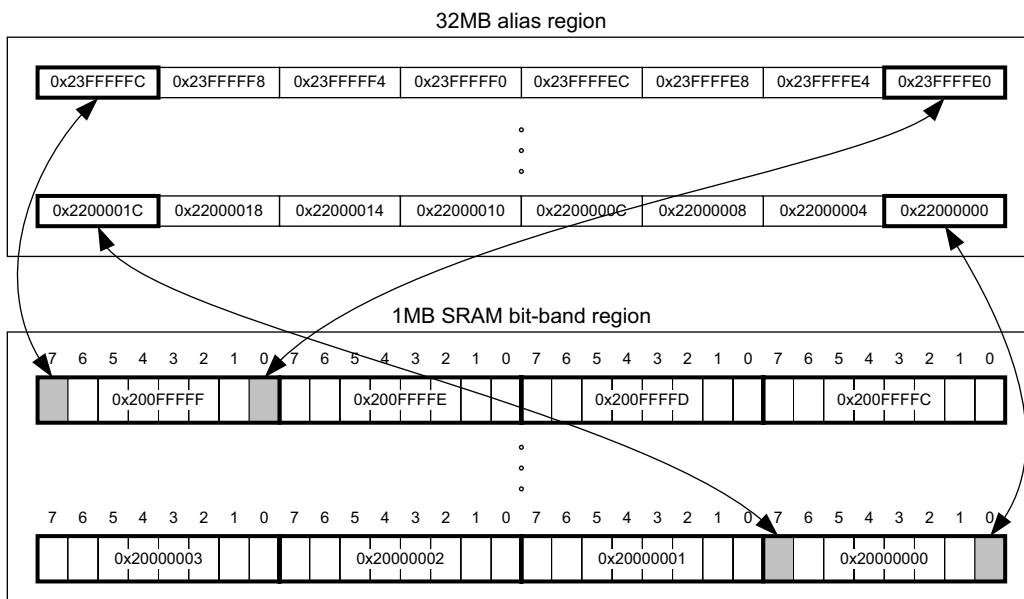 32MB alias region
0x23FFFFFC 0x23FFFFF8 0x23FFFFF4 0x23FFFFF0 0x23FFFFEC 0x23FFFFE8 0x23FFFFE4 0x23FFFFE0
0x2200001C 0x22000018 0x22000014 0x22000010 0x2200000C 0x22000008 0x22000004 0x22000000
1MB SRAM bit-band region
7 6 5 4 3 2 1 0 7 6 5 4 3 2 1 0 7 6 5 4 3 2 1 0 7 6 5 4 3 2 1 0
0x200FFFFF 0x200FFFFE 0x200FFFFD 0x200FFFFC
7 6 5 4 3 2 1 0 7 6 5 4 3 2 1 0 7 6 5 4 3 2 1 0 7 6 5 4 3 2 1 0
0x20000003 0x20000002 0x20000001 0x20000000